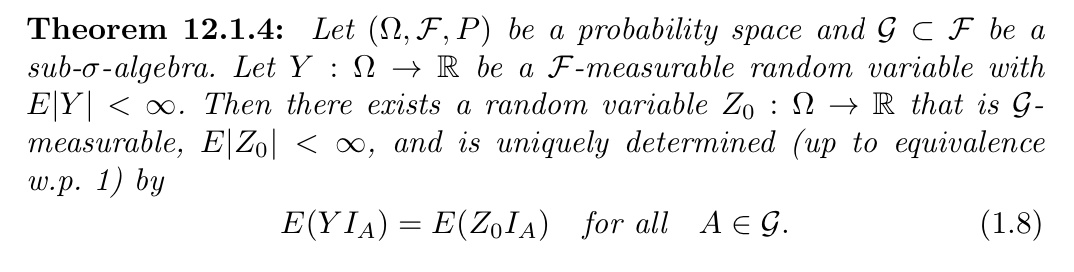 Theorem 12.1.4: Let (Ω, ℱ, P) be a probability space and 𝒢 ⊂ ℱ be a
sub-σ-algebra. Let Y : Ω → ℝ be a ℱ-measurable random variable with
E|Y| < ∞. Then there exists a random variable Z₀ : Ω → ℝ that is 𝒢-
measurable, E|Z₀| < ∞, and is uniquely determined (up to equivalence
w.p. 1) by
E(YI_A) = E(Z₀I_A) for all A ∈ 𝒢. (1.8)